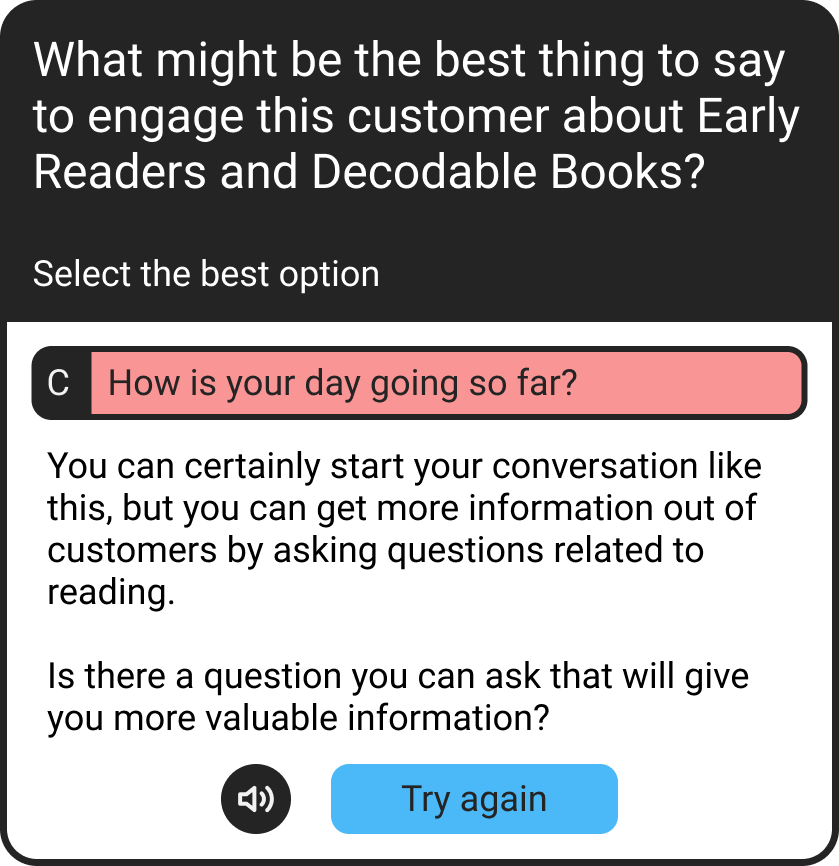 What might be the best thing to say
to engage this customer about Early
Readers and Decodable Books?
Select the best option
C How is your day going so far?
You can certainly start your conversation like
this, but you can get more information out of
customers by asking questions related to
reading.
Is there a question you can ask that will give
you more valuable information?
Try again